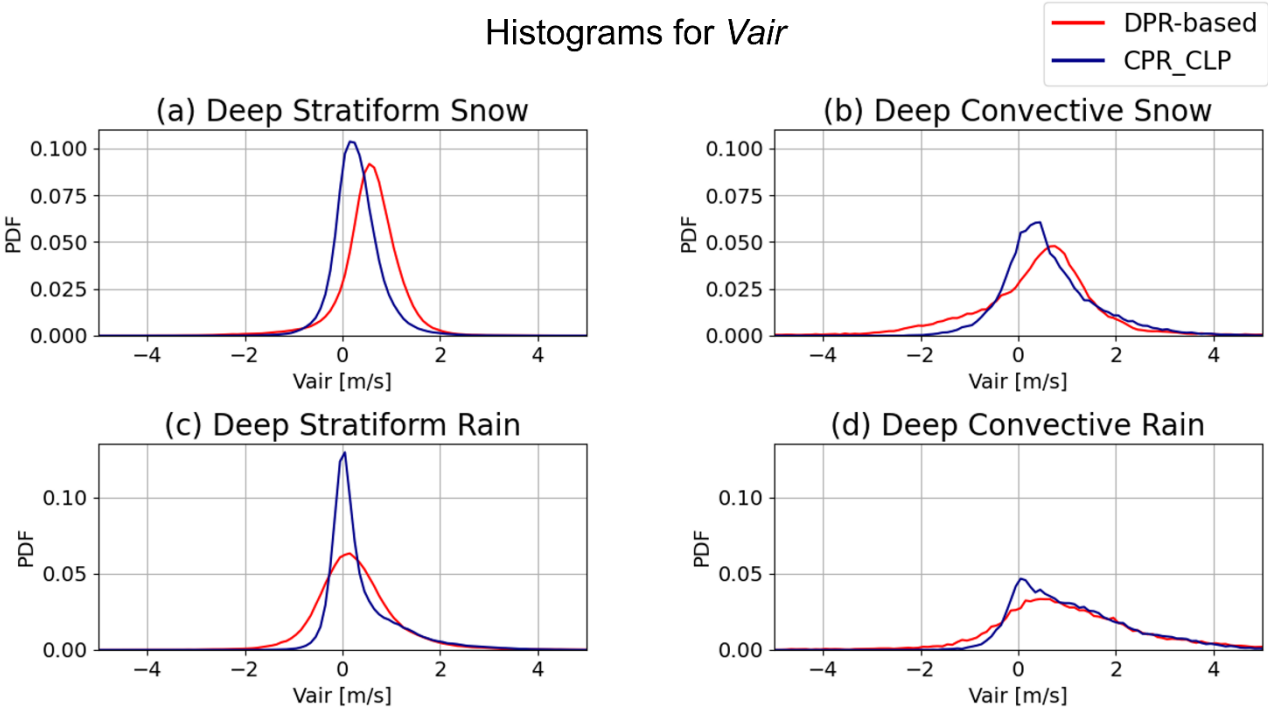 Histograms for Vair
DPR-based
CPR_CLP
(a) Deep Stratiform Snow
0.100
0.075
0.050
0.025
0.000
PDF
−4 −2 0 2 4
Vair [m/s]
(b) Deep Convective Snow
0.100
0.075
0.050
0.025
0.000
PDF
−4 −2 0 2 4
Vair [m/s]
(c) Deep Stratiform Rain
0.10
0.05
0.00
PDF
−4 −2 0 2 4
Vair [m/s]
(d) Deep Convective Rain
0.10
0.05
0.00
PDF
−4 −2 0 2 4
Vair [m/s]